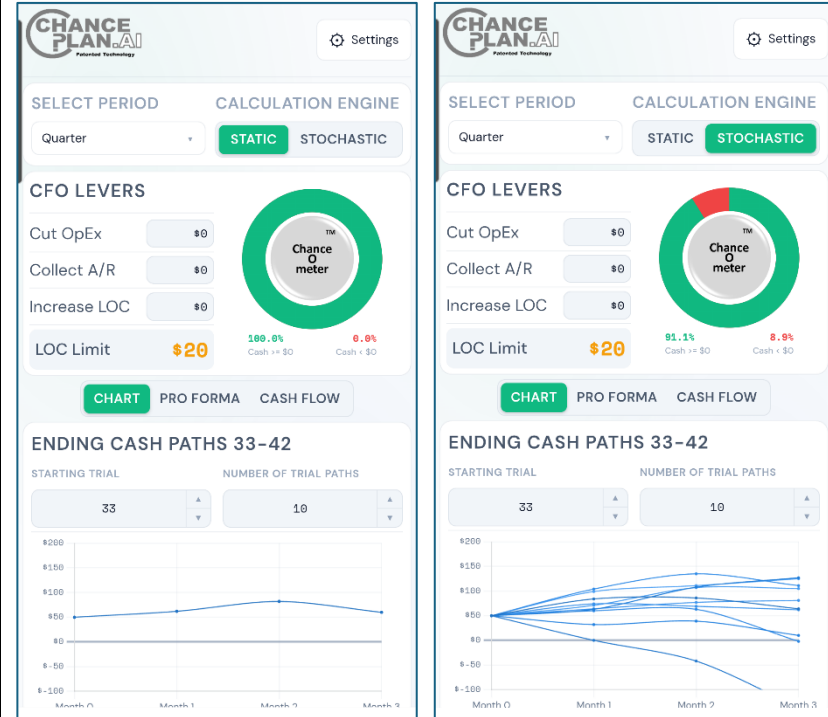 CHANCE
PLAN.AI
Patented Technology
Settings
SELECT PERIOD
CALCULATION ENGINE
Quarter
STATIC
STOCHASTIC
CFO LEVERS
Cut OpEx
$0
Collect A/R
$0
Increase LOC
$0
LOC Limit
$20
TM
Chance
O
meter
100.0%
0.0%
Cash >= $0
Cash < $0
CHART
PRO FORMA
CASH FLOW
ENDING CASH PATHS 33-42
STARTING TRIAL
NUMBER OF TRIAL PATHS
33
10
$200
$150
$100
$50
$0
$-50
$-100
Month 0
Month 1
Month 2
Month 3
CHANCE
PLAN.AI
Patented Technology
Settings
SELECT PERIOD
CALCULATION ENGINE
Quarter
STATIC
STOCHASTIC
CFO LEVERS
Cut OpEx
$0
Collect A/R
$0
Increase LOC
$0
LOC Limit
$20
TM
Chance
O
meter
91.1%
8.9%
Cash >= $0
Cash < $0
CHART
PRO FORMA
CASH FLOW
ENDING CASH PATHS 33-42
STARTING TRIAL
NUMBER OF TRIAL PATHS
33
10
$200
$150
$100
$50
$0
$-50
$-100
Month 0
Month 1
Month 2
Month 3